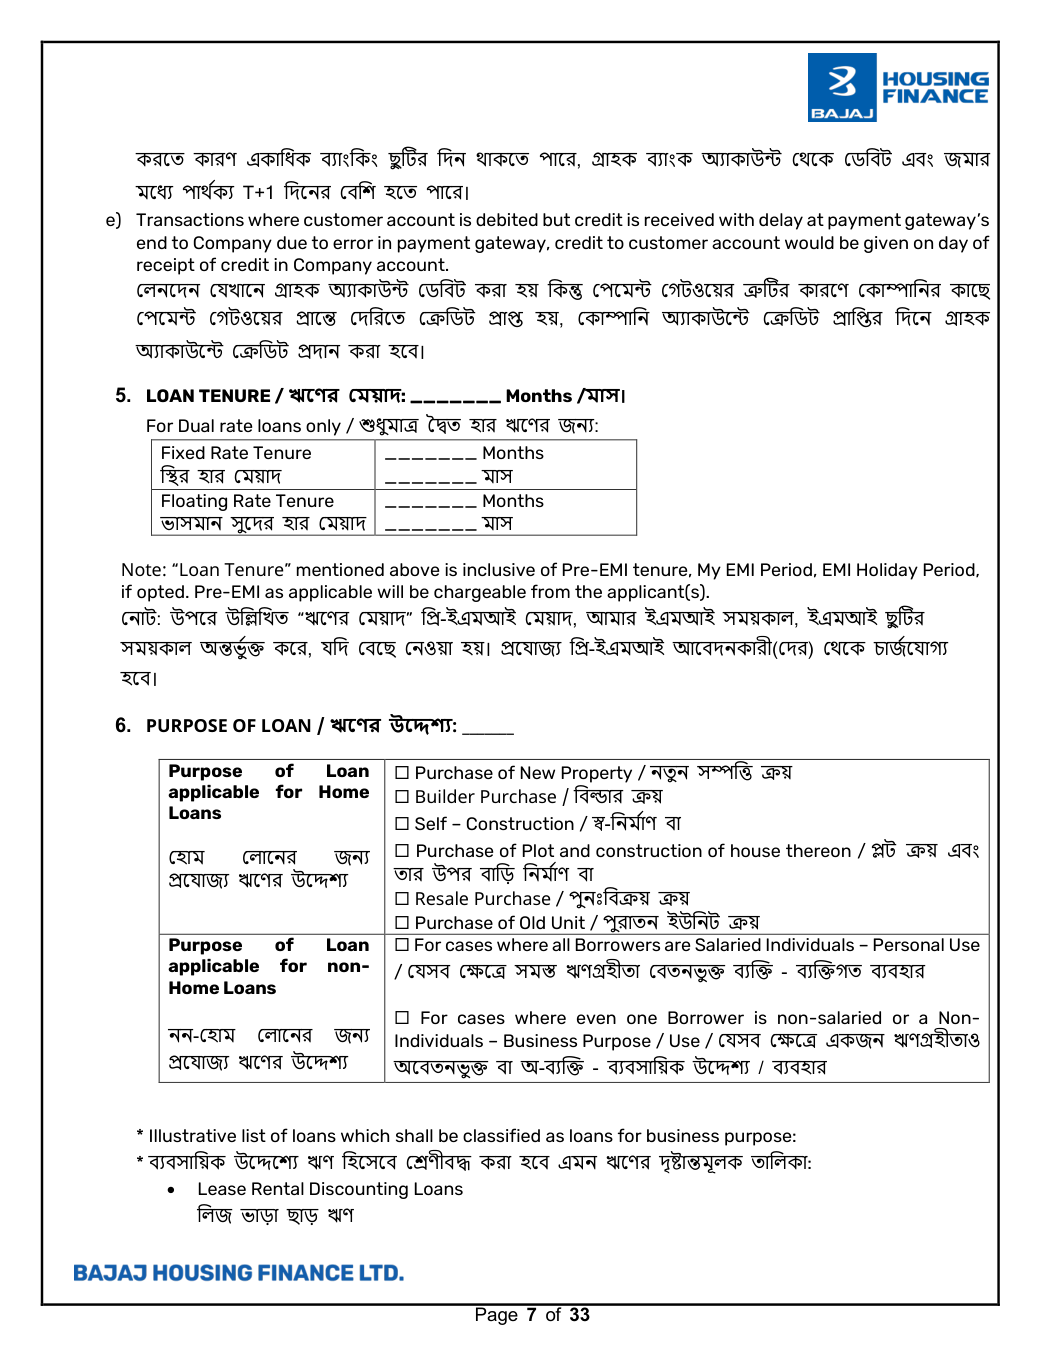 BAJAJ
HOUSING
FINANCE
করতে কারণ একাধিক ব্যাংকিং ছুটির দিন থাকতে পারে, গ্রাহক ব্যাংক অ্যাকাউন্ট থেকে ডেবিট এবং জমার
মধ্যে পার্থক্য T+1 দিনের বেশি হতে পারে।
e) Transactions where customer account is debited but credit is received with delay at payment gateway’s
end to Company due to error in payment gateway, credit to customer account would be given on day of
receipt of credit in Company account.
লেনদেন যেখানে গ্রাহক অ্যাকাউন্ট ডেবিট করা হয় কিন্তু পেমেন্ট গেটওয়ের ত্রুটির কারণে কোম্পানির কাছে
পেমেন্ট গেটওয়ের প্রান্তে দেরিতে ক্রেডিট প্রাপ্ত হয়, কোম্পানি অ্যাকাউন্টে ক্রেডিট প্রাপ্তির দিনে গ্রাহক
অ্যাকাউন্টে ক্রেডিট প্রদান করা হবে।
5. LOAN TENURE / ঋণের মেয়াদ: _______ Months /মাস।
For Dual rate loans only / শুধুমাত্র দ্বৈত হার ঋণের জন্য:
Fixed Rate Tenure _______ Months
স্থির হার মেয়াদ _______ মাস
Floating Rate Tenure _______ Months
ভাসমান সুদের হার মেয়াদ _______ মাস
Note: “Loan Tenure” mentioned above is inclusive of Pre-EMI tenure, My EMI Period, EMI Holiday Period,
if opted. Pre-EMI as applicable will be chargeable from the applicant(s).
নোট: উপরে উল্লিখিত “ঋণের মেয়াদ” প্রি-ইএমআই মেয়াদ, আমার ইএমআই সময়কাল, ইএমআই ছুটির
সময়কাল অন্তর্ভুক্ত করে, যদি বেছে নেওয়া হয়। প্রযোজ্য প্রি-ইএমআই আবেদনকারী(দের) থেকে চার্জযোগ্য
হবে।
6. PURPOSE OF LOAN / ঋণের উদ্দেশ্য: _____
Purpose of Loan
applicable for Home
Loans
হোম লোনের জন্য
প্রযোজ্য ঋণের উদ্দেশ্য
☐ Purchase of New Property / নতুন সম্পত্তি ক্রয়
☐ Builder Purchase / বিল্ডার ক্রয়
☐ Self – Construction / স্ব-নির্মাণ বা
☐ Purchase of Plot and construction of house thereon / প্লট ক্রয় এবং
তার উপর বাড়ি নির্মাণ বা
☐ Resale Purchase / পুনঃবিক্রয় ক্রয়
☐ Purchase of Old Unit / পুরাতন ইউনিট ক্রয়
Purpose of Loan
applicable for non-
Home Loans
নন-হোম লোনের জন্য
প্রযোজ্য ঋণের উদ্দেশ্য
☐ For cases where all Borrowers are Salaried Individuals – Personal Use
/ যেসব ক্ষেত্রে সমস্ত ঋণগ্রহীতা বেতনভুক্ত ব্যক্তি - ব্যক্তিগত ব্যবহার
☐ For cases where even one Borrower is non-salaried or a Non-
Individuals – Business Purpose / Use / যেসব ক্ষেত্রে একজন ঋণগ্রহীতাও
অবেতনভুক্ত বা অ-ব্যক্তি - ব্যবসায়িক উদ্দেশ্য / ব্যবহার
* Illustrative list of loans which shall be classified as loans for business purpose:
* ব্যবসায়িক উদ্দেশ্যে ঋণ হিসেবে শ্রেণীবদ্ধ করা হবে এমন ঋণের দৃষ্টান্তমূলক তালিকা:
• Lease Rental Discounting Loans
লিজ ভাড়া ছাড় ঋণ
BAJAJ HOUSING FINANCE LTD.
Page 7 of 33